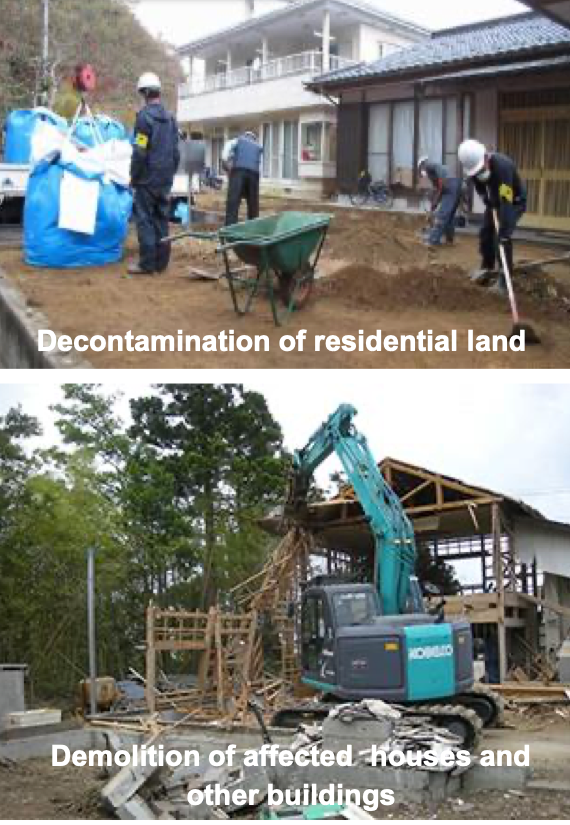 Decontamination of residential land
KOBELCO
Demolition of affected houses and
other buildings